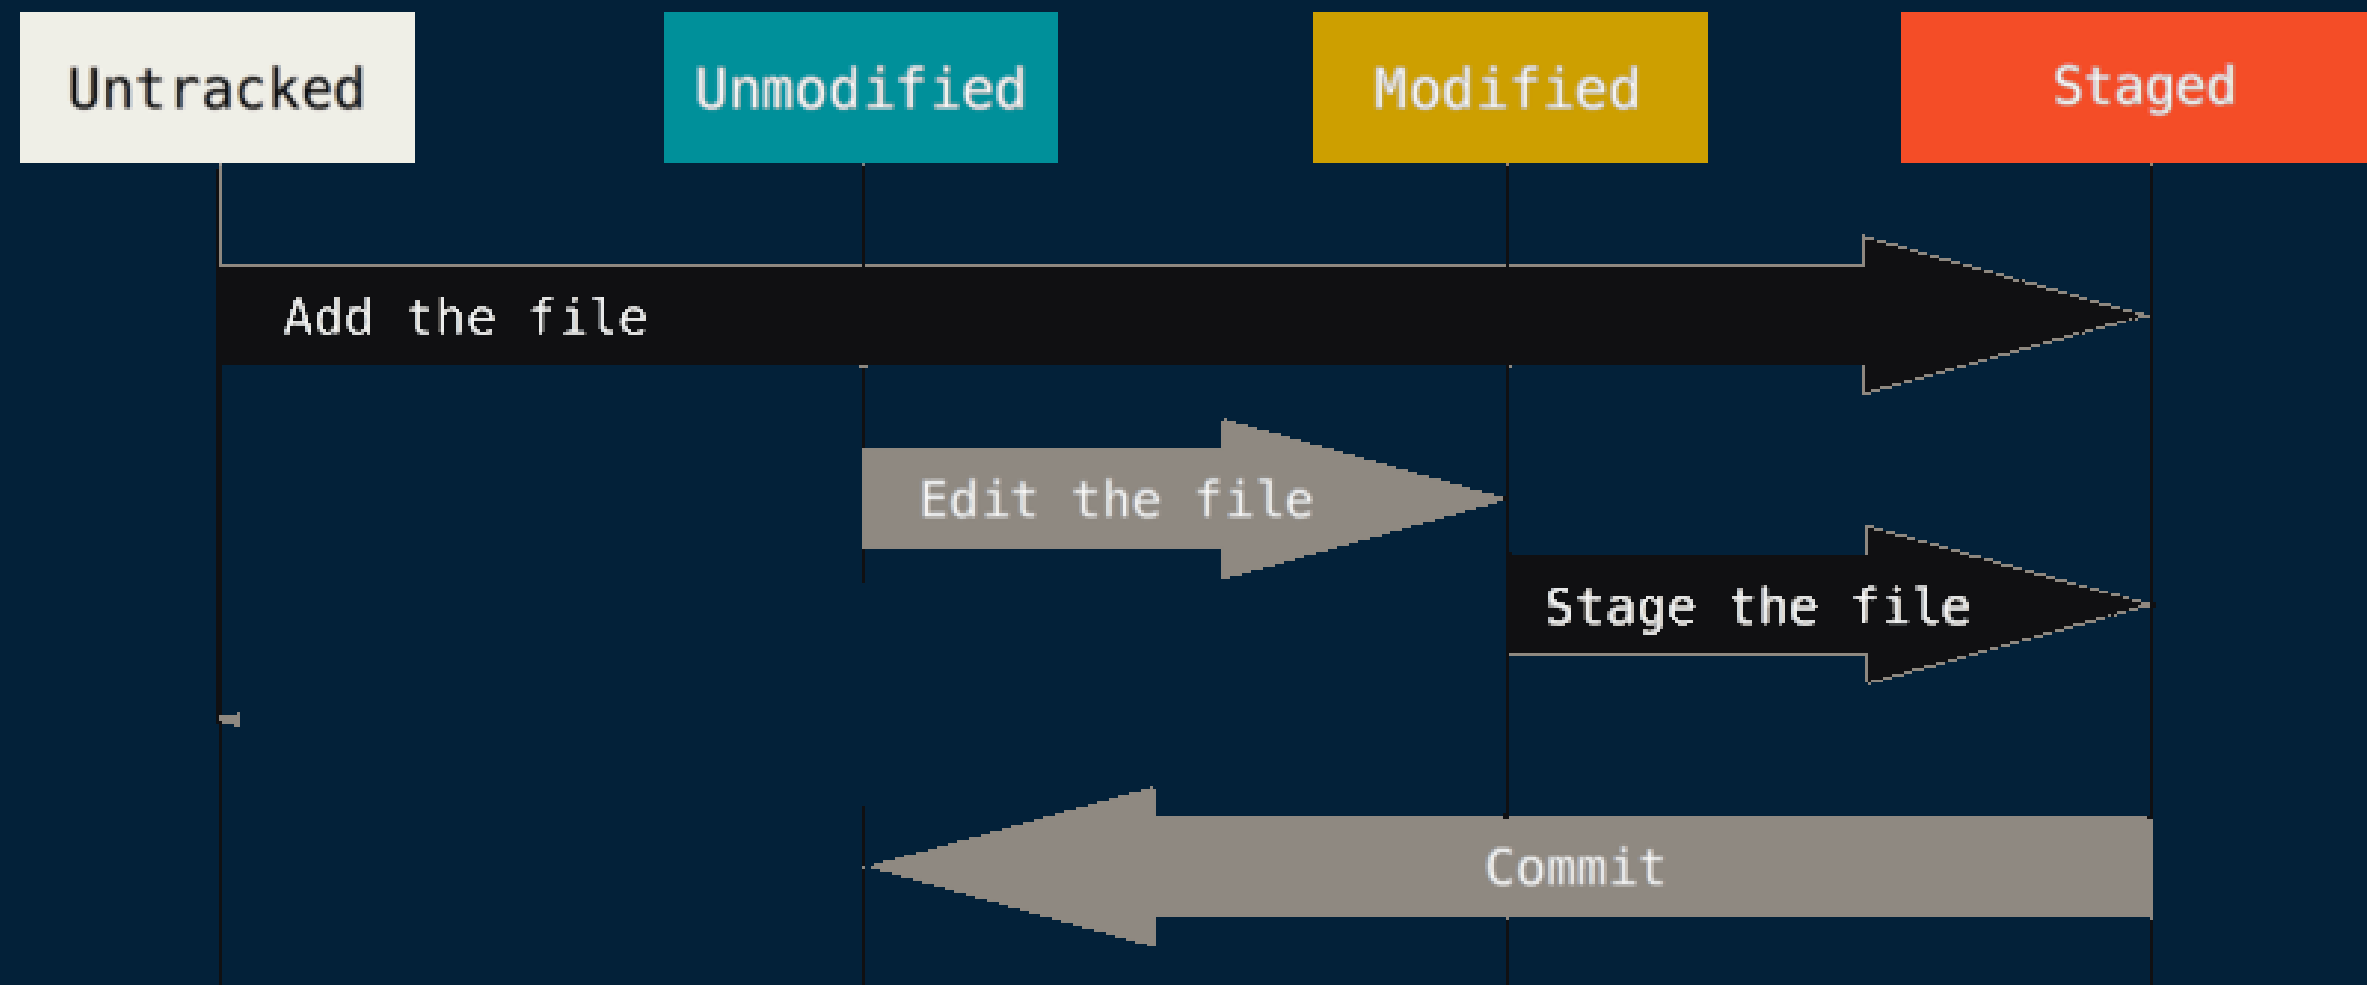 Untracked
Unmodified
Modified
Staged
Add the file
Edit the file
Stage the file
Commit